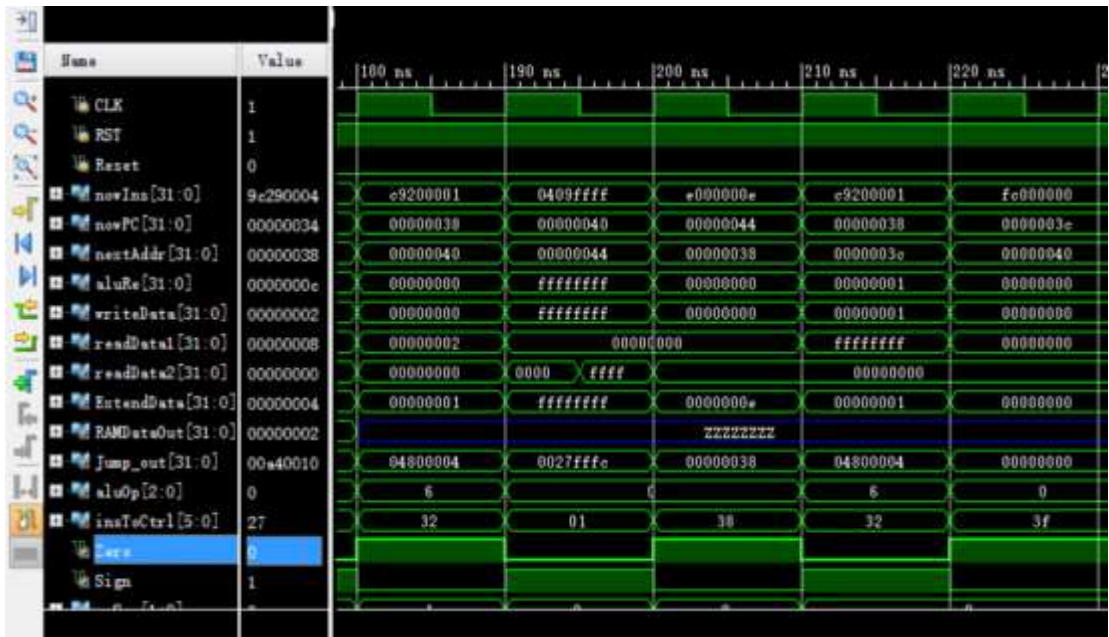 Name Value
180 ns 190 ns 200 ns 210 ns 220 ns 2
CLK 1
RST 1
Reset 0
nowIns[31:0] 9c290004 c9200001 0409ffff e000000e c9200001 fc000000
nowPC[31:0] 00000034 00000038 00000040 00000044 00000038 0000003c
nextAddr[31:0] 00000038 00000040 00000044 00000038 0000003c 00000040
aluRe[31:0] 0000000c 00000000 ffffffff 00000000 00000001 00000000
writeData[31:0] 00000002 00000000 ffffffff 00000000 00000001 00000000
readData1[31:0] 00000008 00000002 00000000 ffffffff 00000000
readData2[31:0] 00000000 00000000 0000 ffff 00000000
ExtendData[31:0] 00000004 00000001 ffffffff 0000000e 00000001 00000000
RAMDataOut[31:0] 00000002 ZZZZZZZZ
Jump_out[31:0] 00a40010 04800004 0027fffc 00000038 04800004 00000000
aluOp[2:0] 0 6 0 6 0
insToCtrl[5:0] 27 32 01 38 32 3f
Zero 0
Sign 1